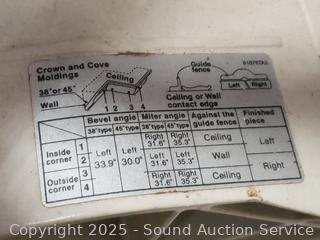 Crown and Cove
Moldings
38° or 45°
Wall
Ceiling
1 2 3 4
Guide
fence
Ceiling or Wall
contact edges
Left Right
Bevel angle Miter angle Against the guide fence Finished piece
38°type 45°type 38°type 45°type
Inside corner 1 Left 33.9° Left 30.0° Right 31.6° Right 35.3° Ceiling Left
2 Left 31.6° Left 35.3° Wall
Outside corner 3 Right
4 Right 31.6° Right 35.3° Ceiling
Copyright 2025 - Sound Auction Service